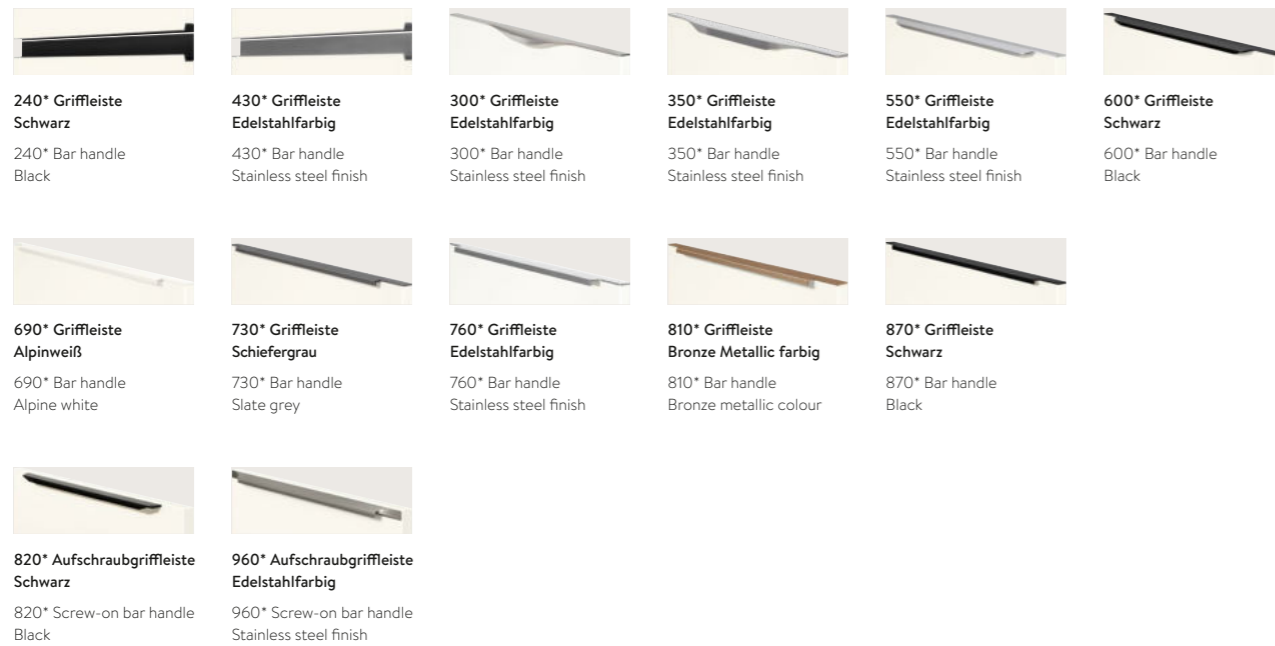 240* Griffleiste
Schwarz
240* Bar handle
Black
430* Griffleiste
Edelstahlfarbig
430* Bar handle
Stainless steel finish
300* Griffleiste
Edelstahlfarbig
300* Bar handle
Stainless steel finish
350* Griffleiste
Edelstahlfarbig
350* Bar handle
Stainless steel finish
550* Griffleiste
Edelstahlfarbig
550* Bar handle
Stainless steel finish
600* Griffleiste
Schwarz
600* Bar handle
Black
690* Griffleiste
Alpinweiß
690* Bar handle
Alpine white
730* Griffleiste
Schiefergrau
730* Bar handle
Slate grey
760* Griffleiste
Edelstahlfarbig
760* Bar handle
Stainless steel finish
810* Griffleiste
Bronze Metallic farbig
810* Bar handle
Bronze metallic colour
870* Griffleiste
Schwarz
870* Bar handle
Black
820* Aufschraubgriffleiste
Schwarz
820* Screw-on bar handle
Black
960* Aufschraubgriffleiste
Edelstahlfarbig
960* Screw-on bar handle
Stainless steel finish